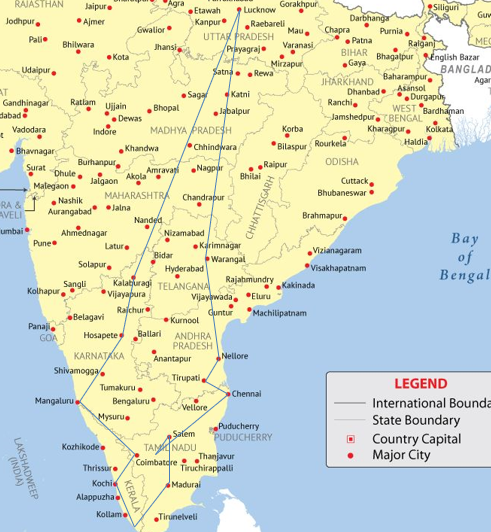 RAJASTHAN
Jaipur
Agra
Etawah
Lucknow
Gorakhpur
Siliguri
Jodhpur
Ajmer
Kanpur
Raebareli
Darbhanga
Gwalior
UTTAR PRADESH
Mau
Chapra
Purnia
Pali
Bhilwara
Jhansi
Prayagraj
Varanasi
Patna
Raiganj
Kota
Mirzapur
BIHAR
Bhagalpur
English Bazar
Udaipur
Satna
Rewa
Gaya
BANGLAD
JHARKHAND
Baharampur
Dhanbad
Asansol
Sagar
Katni
Durgapur
Gandhinagar
Ratlam
Ujjain
Bhopal
Jabalpur
Ranchi
WEST
BENGAL
Bardhaman
Dewas
Jamshedpur
Vadodara
Indore
MADHYA PRADESH
Korba
Kharagpur
Kolkata
Bhavnagar
Khandwa
Chhindwara
Bilaspur
Rourkela
Haldia
Burhanpur
ODISHA
Surat
Dhule
Jalgaon
Akola
Amravati
Nagpur
Bhilai
Raipur
Malegaon
Cuttack
Bhubaneswar
MAHARASHTRA
Nashik
Aurangabad
Jalna
Chandrapur
CHHATTISGARH
Brahmapur
Nanded
Ahmednagar
Nizamabad
Pune
Latur
Karimnagar
Bay
of
Bengal
Vizianagaram
Bidar
Warangal
Solapur
Hyderabad
Visakhapatnam
Sangli
Kalaburagi
TELANGANA
Rajahmundry
Kakinada
Kolhapur
Vijayapura
Vijayawada
Eluru
Raichur
Guntur
Machilipatnam
Belagavi
Kurnool
Panaji
GOA
Hosapete
Ballari
ANDHRA
PRADESH
KARNATAKA
Anantapur
Nellore
Shivamogga
Tirupati
Tumakuru
Chennai
Mangaluru
Bengaluru
Vellore
Mysuru
Puducherry
PUDUCHERRY
Salem
LAKSHADWEEP
(INDIA)
Kozhikode
TAMIL NADU
Coimbatore
Thanjavur
Thrissur
Tiruchirappalli
Kochi
KERALA
Madurai
Alappuzha
Kollam
Tirunelveli
LEGEND
International Bounda
State Boundary
Country Capital
Major City